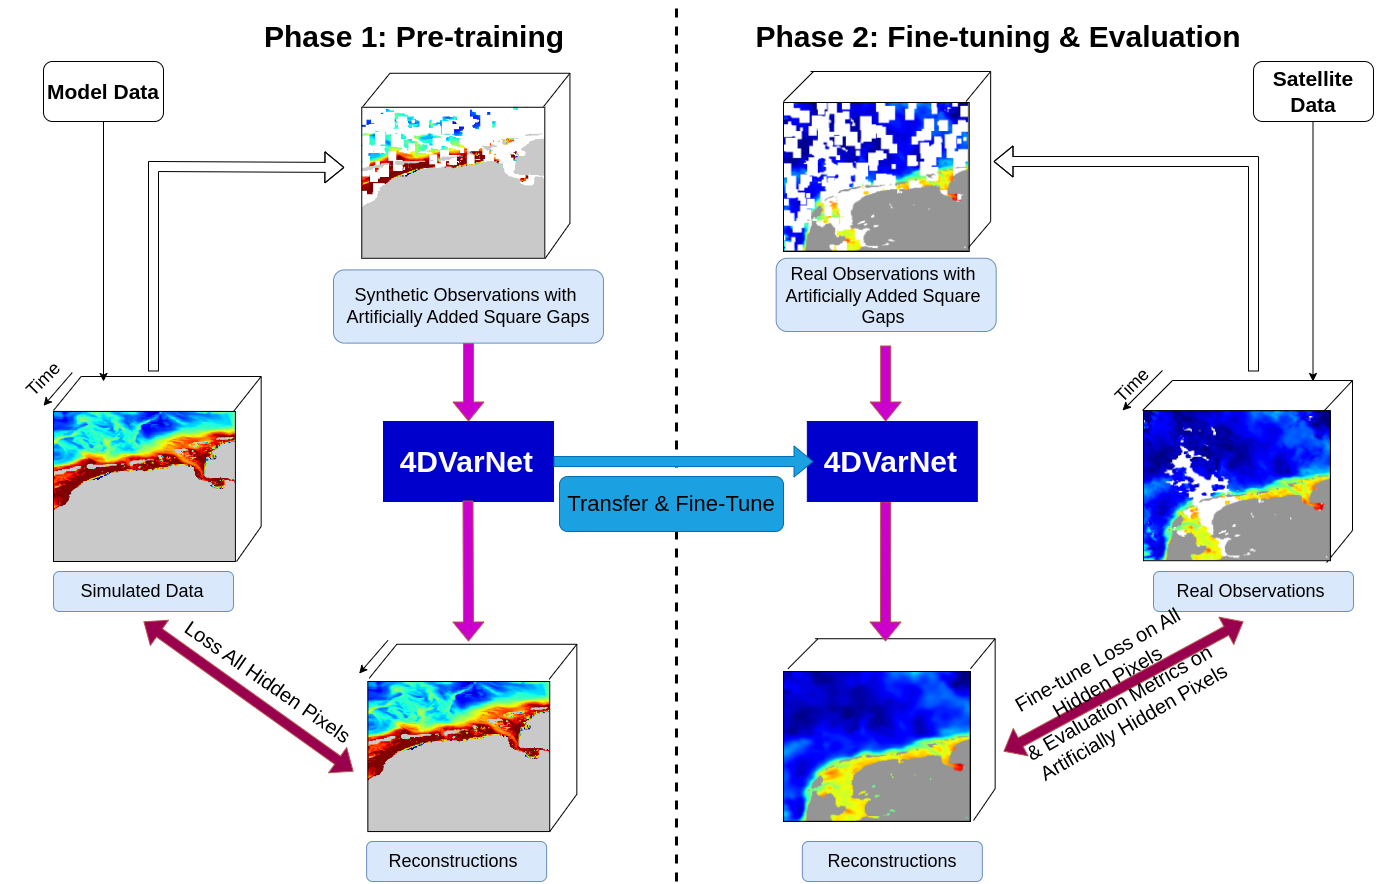 Phase 1: Pre-training
Model Data
Synthetic Observations with
Artificially Added Square Gaps
Time
4DVarNet
Simulated Data
Loss All Hidden Pixels
Reconstructions
Transfer & Fine-Tune
Phase 2: Fine-tuning & Evaluation
Satellite
Data
Real Observations with
Artificially Added Square
Gaps
Time
4DVarNet
Real Observations
Fine-tune Loss on All
Hidden Pixels
& Evaluation Metrics on
Artificially Hidden Pixels
Reconstructions